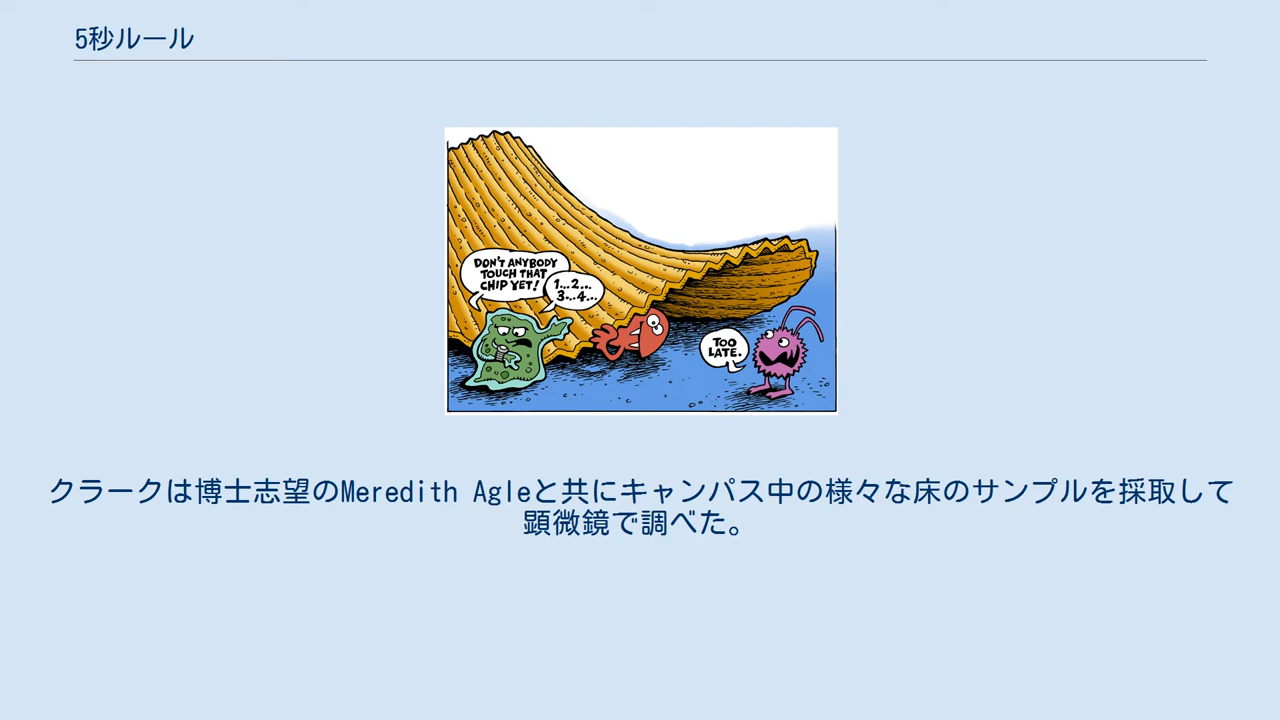 5秒ルール
DON'T ANYBODY
TOUCH THAT
CHIP YET!
1...2...
3...4...
TOO
LATE.
クラークは博士志望のMeredith Agleと共にキャンパス中の様々な床のサンプルを採取して
顕微鏡で調べた。